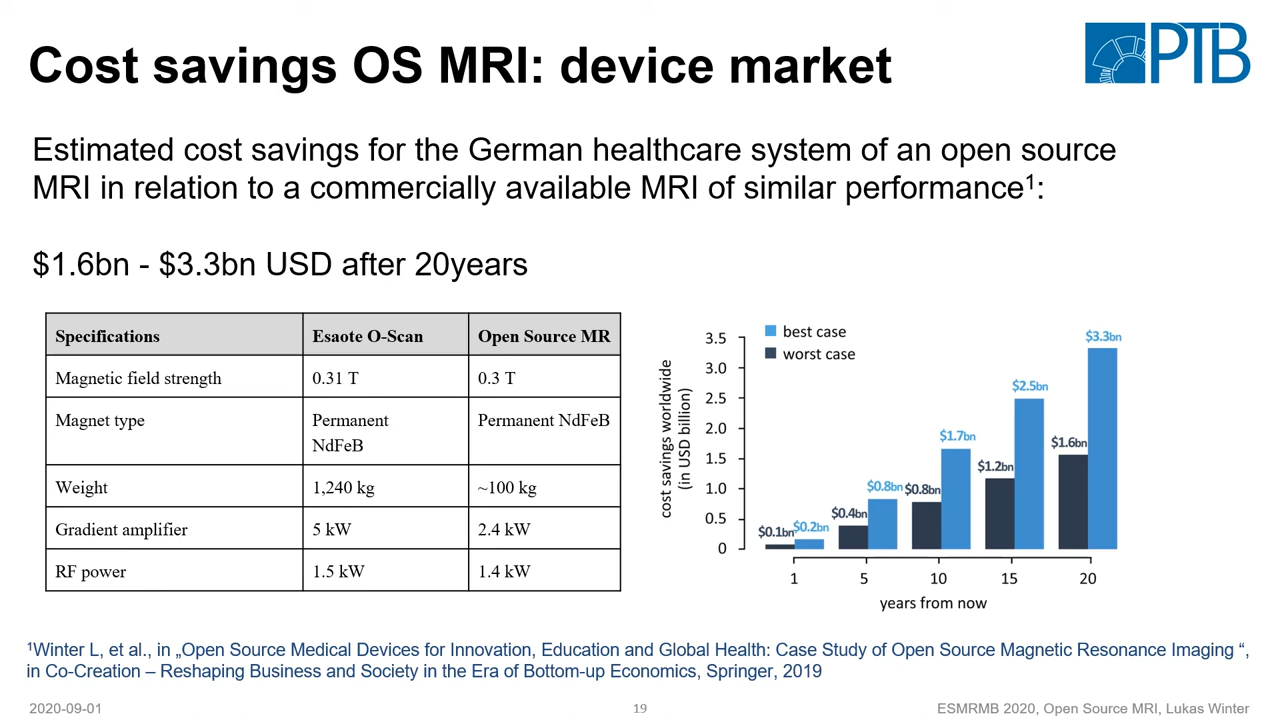 Cost savings OS MRI: device market
PTB
Estimated cost savings for the German healthcare system of an open source
MRI in relation to a commercially available MRI of similar performance¹:
$1.6bn - $3.3bn USD after 20years
Specifications Esaote O-Scan Open Source MR
Magnetic field strength 0.31 T 0.3 T
Magnet type Permanent NdFeB Permanent NdFeB
Weight 1,240 kg ~100 kg
Gradient amplifier 5 kW 2.4 kW
RF power 1.5 kW 1.4 kW
best case
worst case
cost savings worldwide
(in USD billion)
3.5
3.0
2.5
2.0
1.5
1.0
0.5
0
$0.1bn $0.2bn
$0.4bn $0.8bn
$0.8bn $1.7bn
$1.2bn $2.5bn
$1.6bn $3.3bn
1 5 10 15 20
years from now
¹Winter L, et al., in „Open Source Medical Devices for Innovation, Education and Global Health: Case Study of Open Source Magnetic Resonance Imaging “,
in Co-Creation – Reshaping Business and Society in the Era of Bottom-up Economics, Springer, 2019
2020-09-01 19 ESMRMB 2020, Open Source MRI, Lukas Winter